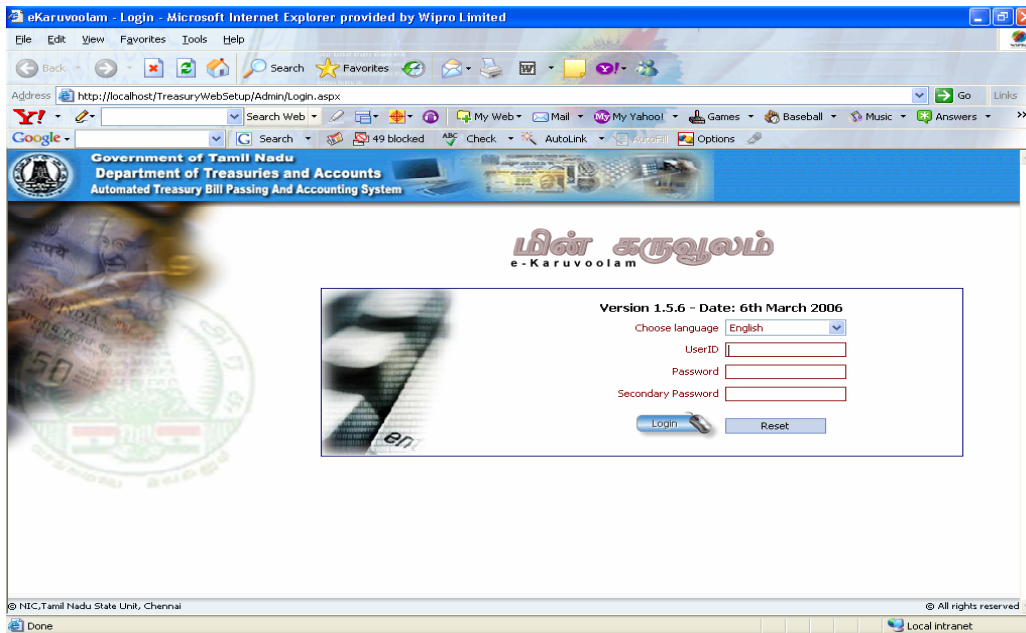 eKaruvoolam - Login - Microsoft Internet Explorer provided by Wipro Limited
File Edit View Favorites Tools Help
Back Search Favorites
Address http://localhost/TreasuryWebSetup/Admin/Login.aspx Go Links
Y! Search Web My Web Mail My Yahoo! Games Baseball Music Answers »
Google G Search 49 blocked ABC Check AutoLink AutoFill Options
Government of Tamil Nadu
Department of Treasuries and Accounts
Automated Treasury Bill Passing And Accounting System
மின் கருவூலம்
e-Karuvoolam
Version 1.5.6 - Date: 6th March 2006
Choose language English
UserID
Password
Secondary Password
Login Reset
50
© NIC,Tamil Nadu State Unit, Chennai © All rights reserved
Done Local intranet